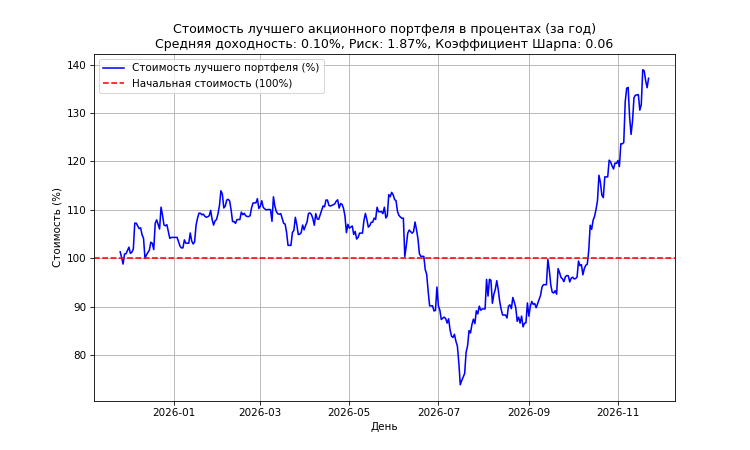 Стоимость лучшего акционного портфеля в процентах (за год)
Средняя доходность: 0.10%, Риск: 1.87%, Коэффициент Шарпа: 0.06
Стоимость лучшего портфеля (%)
Начальная стоимость (100%)
Стоимость (%)
140
130
120
110
100
90
80
2026-01
2026-03
2026-05
2026-07
2026-09
2026-11
День